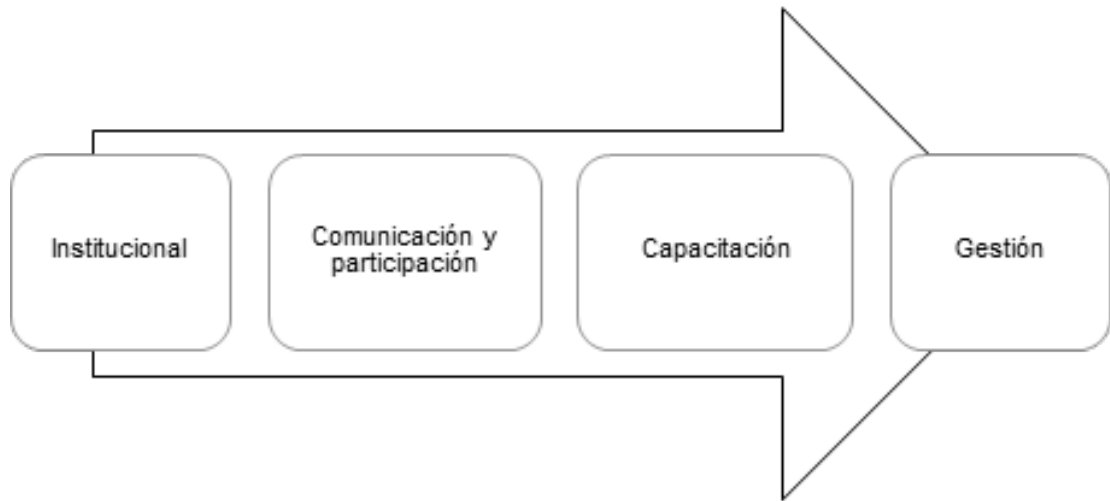 Institucional
Comunicación y
participación
Capacitación
Gestión